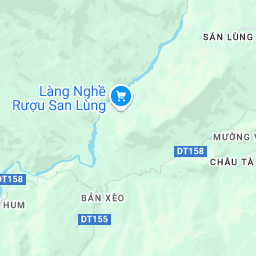 SÁN LÙNG
Làng Nghề
Rượu San Lùng
MƯỜNG V
DT158
CHÂU TÀ
DT158
BẢN XÈO
HUM
DT155